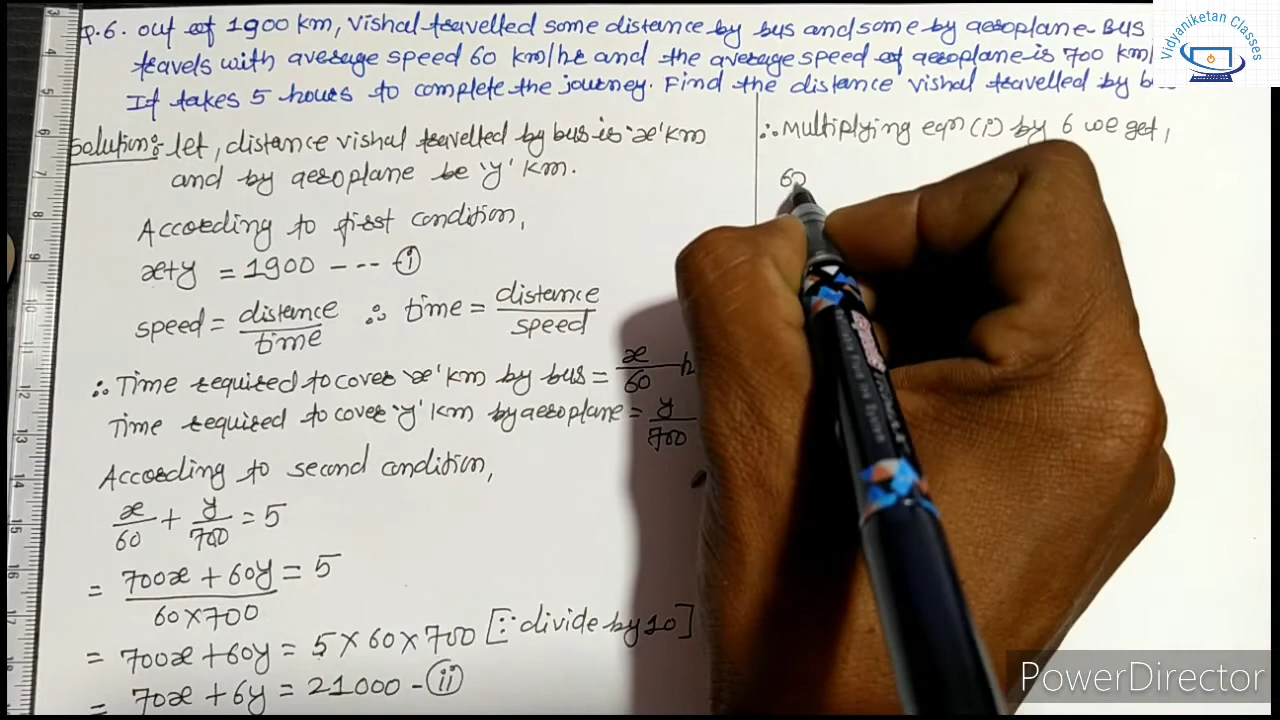 Q.6. Out of 1900 km, Vishal travelled some distance by bus and some by aeroplane. Bus
travels with average speed 60 km/hr and the average speed of aeroplane is 700 km/
It takes 5 hours to complete the journey. Find the distance Vishal travelled by b
Solution:- let, distance vishal travelled by bus is 'x' km
and by aeroplane be 'y' km.
According to first condition,
x+y = 1900 ---- (i)
speed = distance/time ∴ time = distance/speed
∴ Time required to cover 'x' km by bus = x/60 h
Time required to cover 'y' km by aeroplane = y/700
According to second condition,
x/60 + y/700 = 5
= 700x + 60y/60×700 = 5
= 700x + 60y = 5 × 60 × 700 [∵ divide by 10]
= 70x + 6y = 21000 - (ii)
∴ Multiplying eqn (i) by 6 we get,
Vidyaniketan Classes
PowerDirector